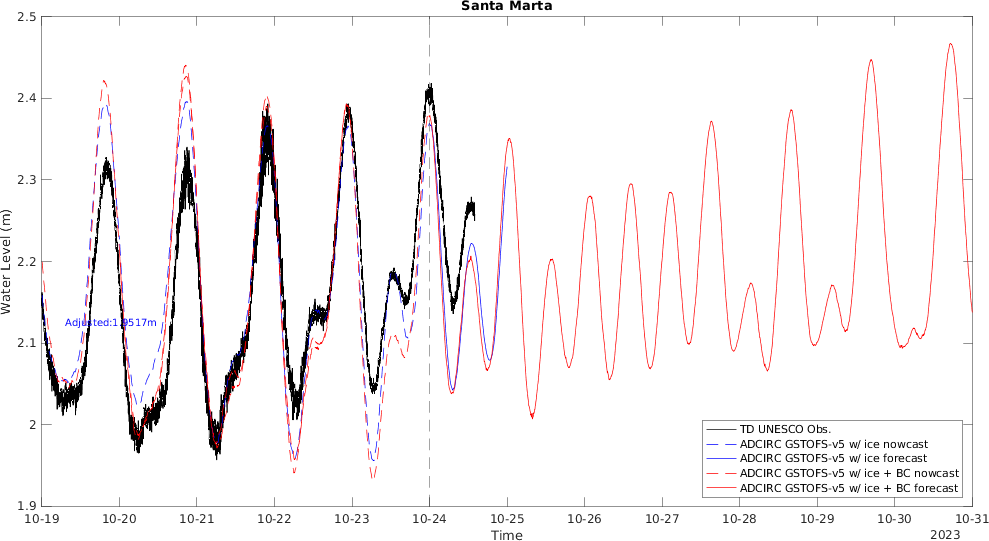 Santa Marta
2.5
2.4
2.3
2.2
2.1
2
1.9
Water Level (m)
Adjusted:1.9517m
TD UNESCO Obs.
ADCIRC GSTOFS-v5 w/ ice nowcast
ADCIRC GSTOFS-v5 w/ ice forecast
ADCIRC GSTOFS-v5 w/ ice + BC nowcast
ADCIRC GSTOFS-v5 w/ ice + BC forecast
10-19 10-20 10-21 10-22 10-23 10-24 10-25 10-26 10-27 10-28 10-29 10-30 10-31
Time
2023